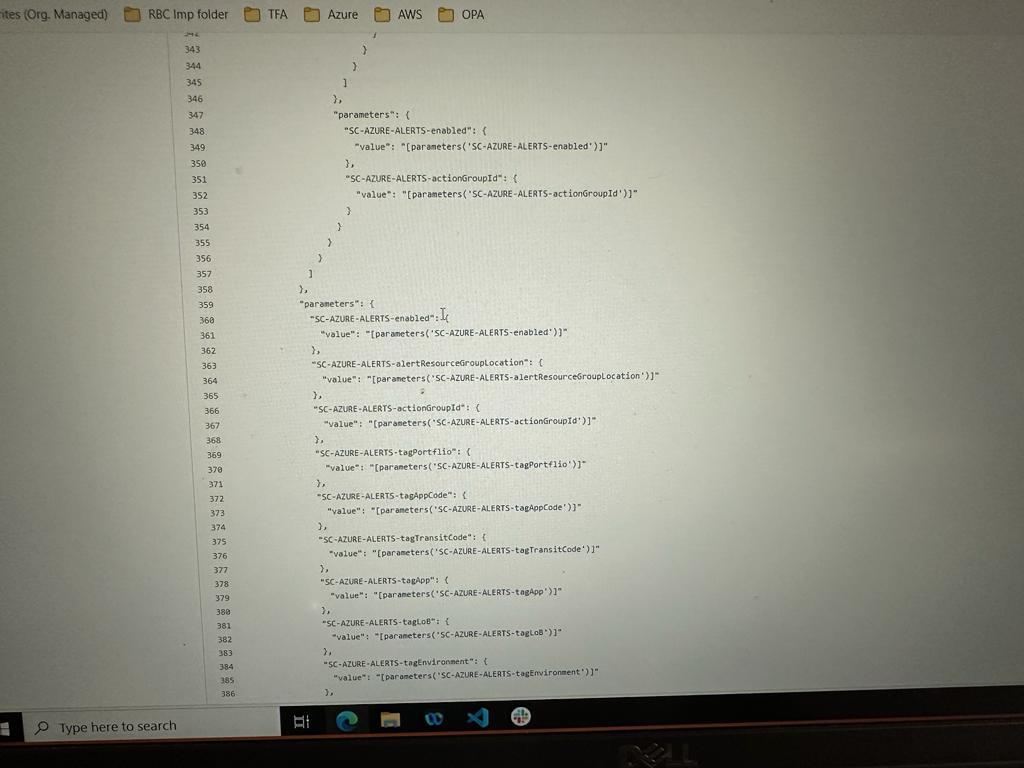 ites (Org. Managed) RBC Imp folder TFA Azure AWS OPA
342 }
343 }
344 }
345 ]
346 },
347 "parameters": {
348 "SC-AZURE-ALERTS-enabled": {
349 "value": "[parameters('SC-AZURE-ALERTS-enabled')]"
350 },
351 "SC-AZURE-ALERTS-actionGroupId": {
352 "value": "[parameters('SC-AZURE-ALERTS-actionGroupId')]"
353 }
354 }
355 }
356 }
357 ]
358 },
359 "parameters": {
360 "SC-AZURE-ALERTS-enabled": {
361 "value": "[parameters('SC-AZURE-ALERTS-enabled')]"
362 },
363 "SC-AZURE-ALERTS-alertResourceGroupLocation": {
364 "value": "[parameters('SC-AZURE-ALERTS-alertResourceGroupLocation')]"
365 },
366 "SC-AZURE-ALERTS-actionGroupId": {
367 "value": "[parameters('SC-AZURE-ALERTS-actionGroupId')]"
368 },
369 "SC-AZURE-ALERTS-tagPortflio": {
370 "value": "[parameters('SC-AZURE-ALERTS-tagPortflio')]"
371 },
372 "SC-AZURE-ALERTS-tagAppCode": {
373 "value": "[parameters('SC-AZURE-ALERTS-tagAppCode')]"
374 },
375 "SC-AZURE-ALERTS-tagTransitCode": {
376 "value": "[parameters('SC-AZURE-ALERTS-tagTransitCode')]"
377 },
378 "SC-AZURE-ALERTS-tagApp": {
379 "value": "[parameters('SC-AZURE-ALERTS-tagApp')]"
380 },
381 "SC-AZURE-ALERTS-tagLoB": {
382 "value": "[parameters('SC-AZURE-ALERTS-tagLoB')]"
383 },
384 "SC-AZURE-ALERTS-tagEnvironment": {
385 "value": "[parameters('SC-AZURE-ALERTS-tagEnvironment')]"
386 },
Type here to search
DELL